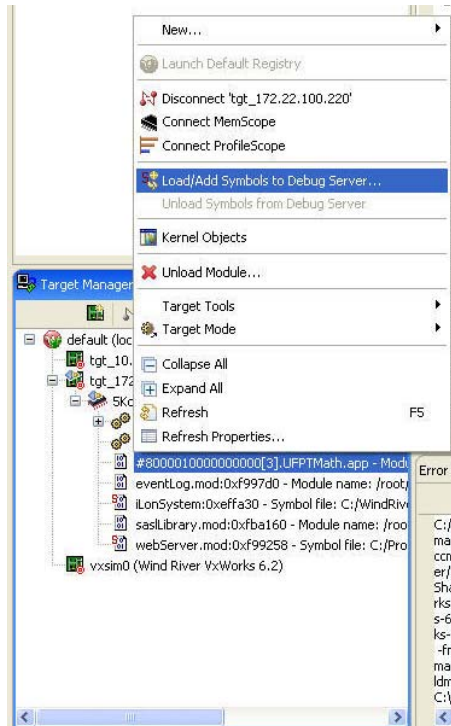 New...
Launch Default Registry
Disconnect 'tgt_172.22.100.220'
Connect MemScope
Connect ProfileScope
Load/Add Symbols to Debug Server...
Unload Symbols from Debug Server
Kernel Objects
Unload Module...
Target Tools
Target Mode
Collapse All
Expand All
Refresh F5
Refresh Properties...
Target Manager
default (loc
tgt_10.
tgt_172
5Kc
#8000010000000000[3].UFPTMath.app - Modu
eventLog.mod:0xf997d0 - Module name: /root/
iLonSystem:0xeffa30 - Symbol file: C:/WindRive
saslLibrary.mod:0xfba160 - Module name: /roo
webServer.mod:0xf99258 - Symbol file: C:/Pro
vxsim0 (Wind River VxWorks 6.2)
Error
C:/
ma
ccm
er/
Sha
rks
s-6
ks-
-fr
ma
ldm
C:\